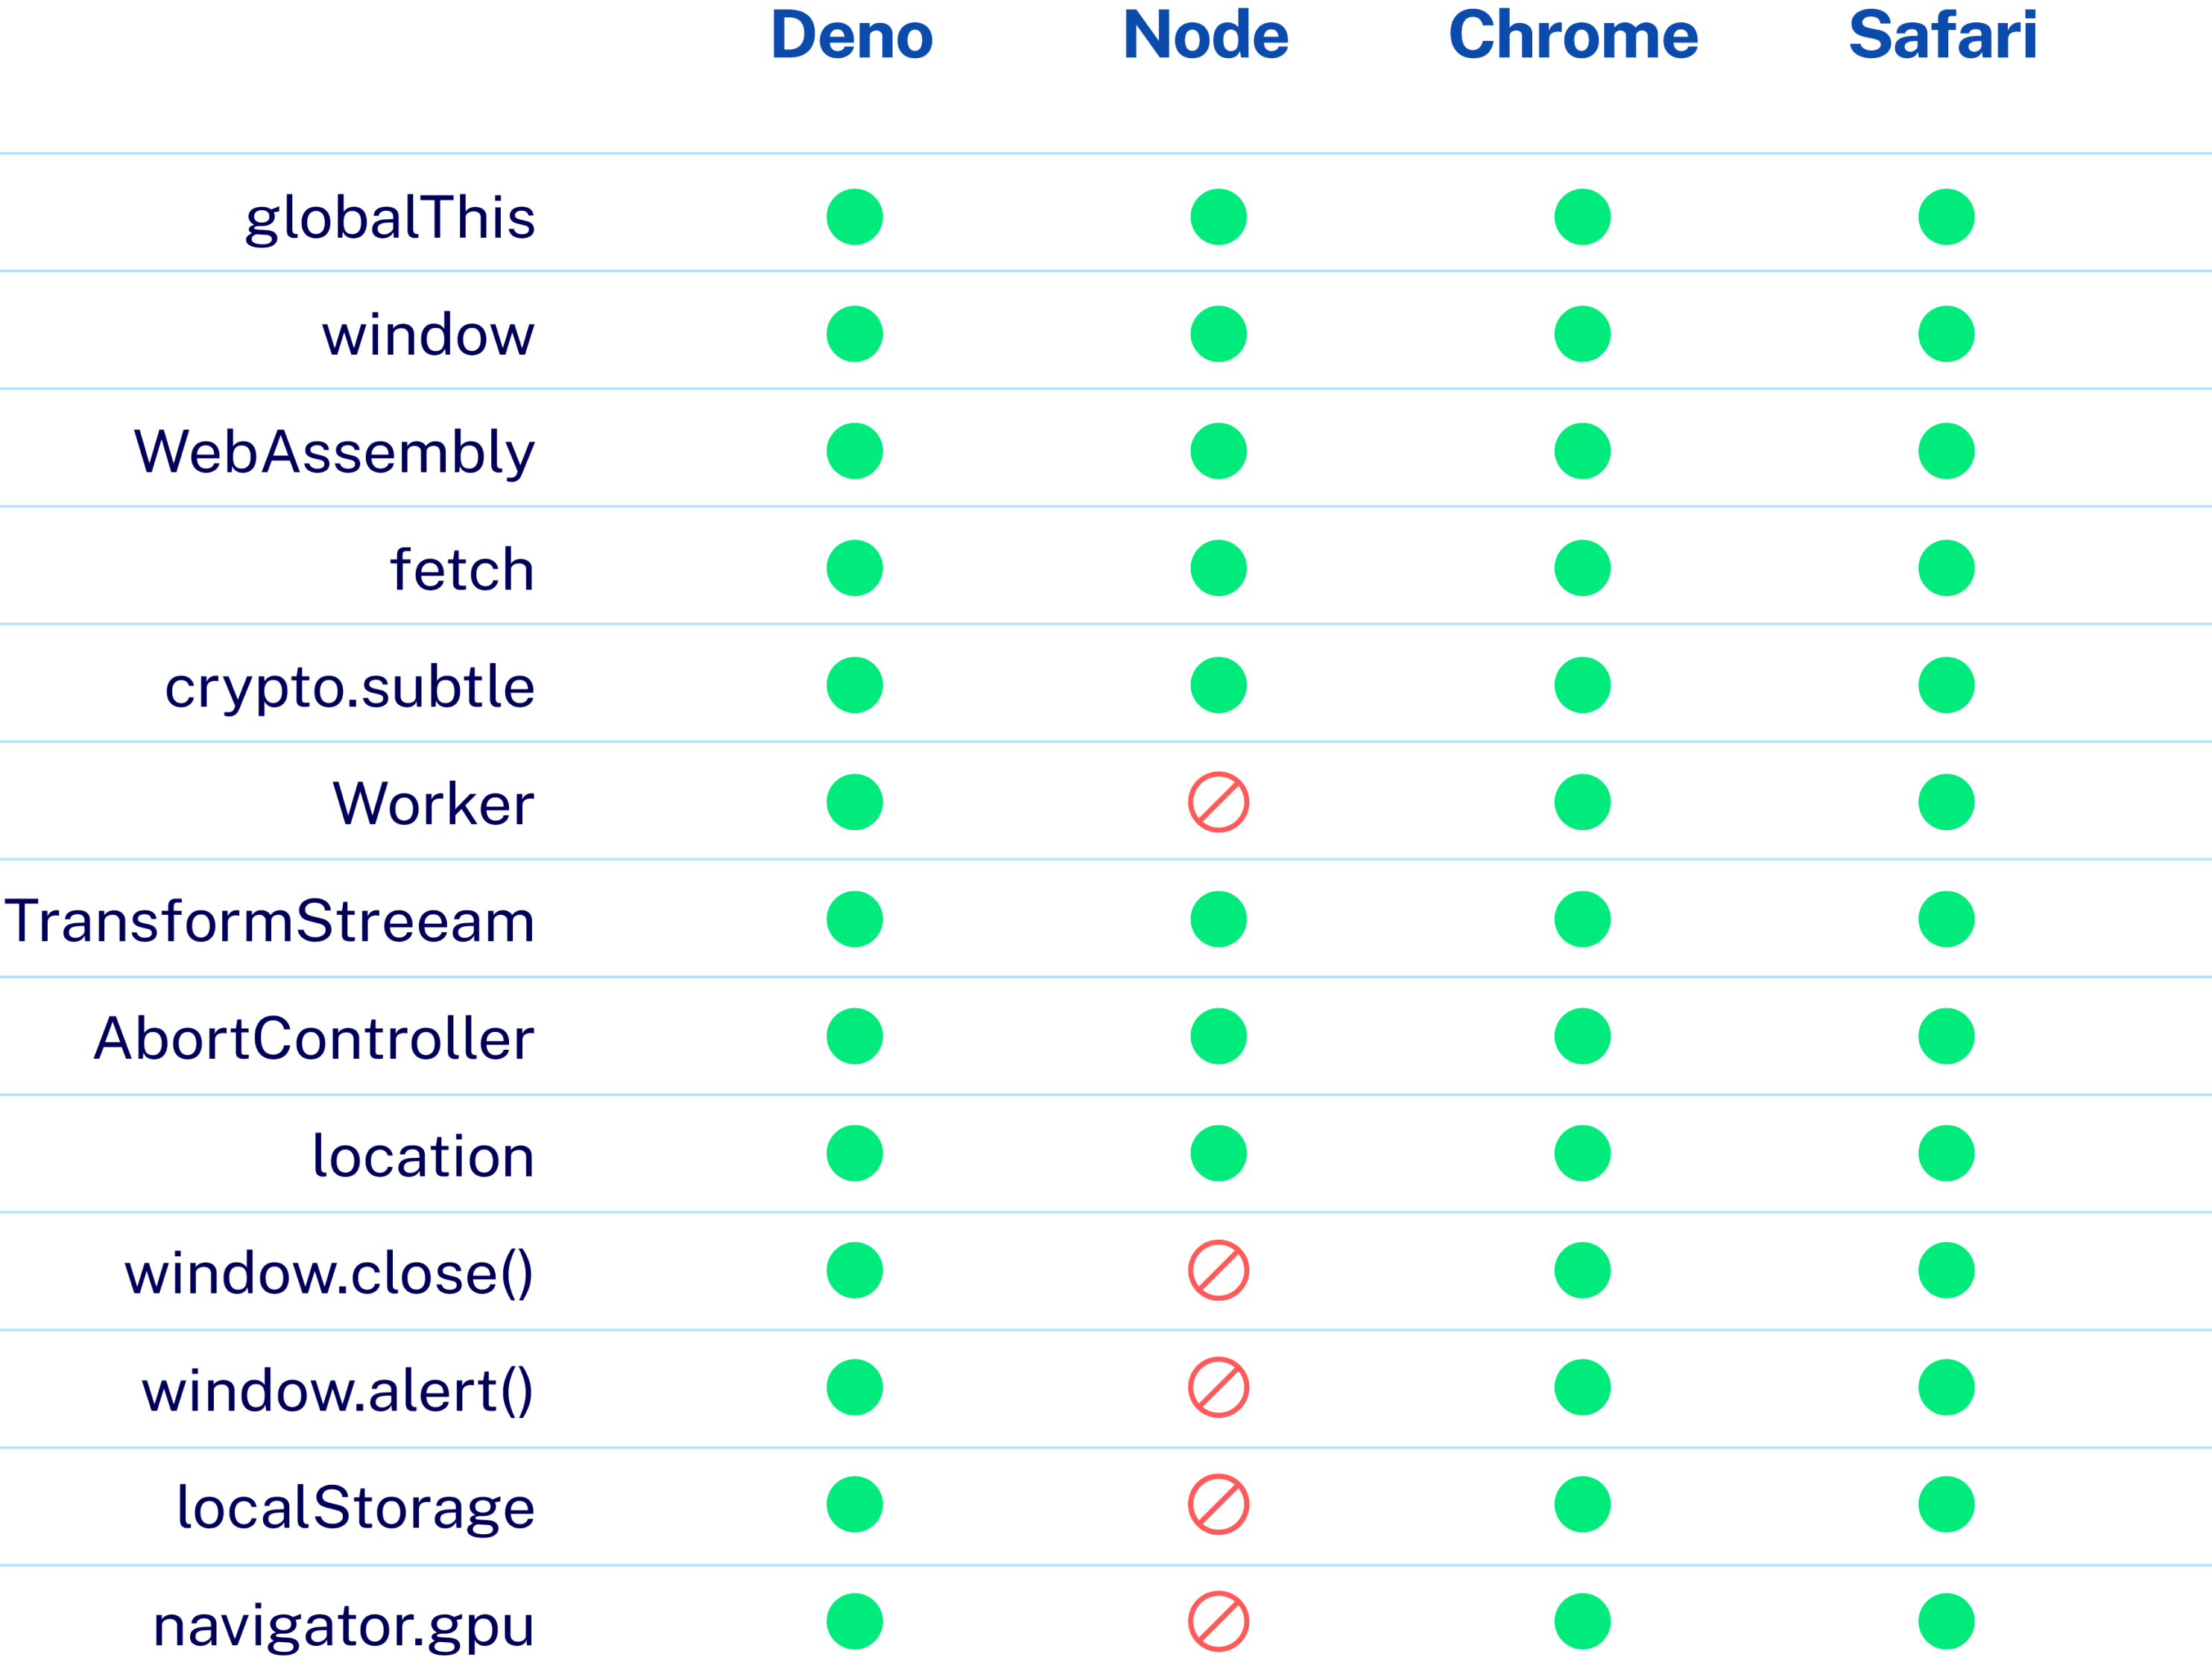 Deno Node Chrome Safari
globalThis
window
WebAssembly
fetch
crypto.subtle
Worker
TransformStreeam
AbortController
location
window.close()
window.alert()
localStorage
navigator.gpu